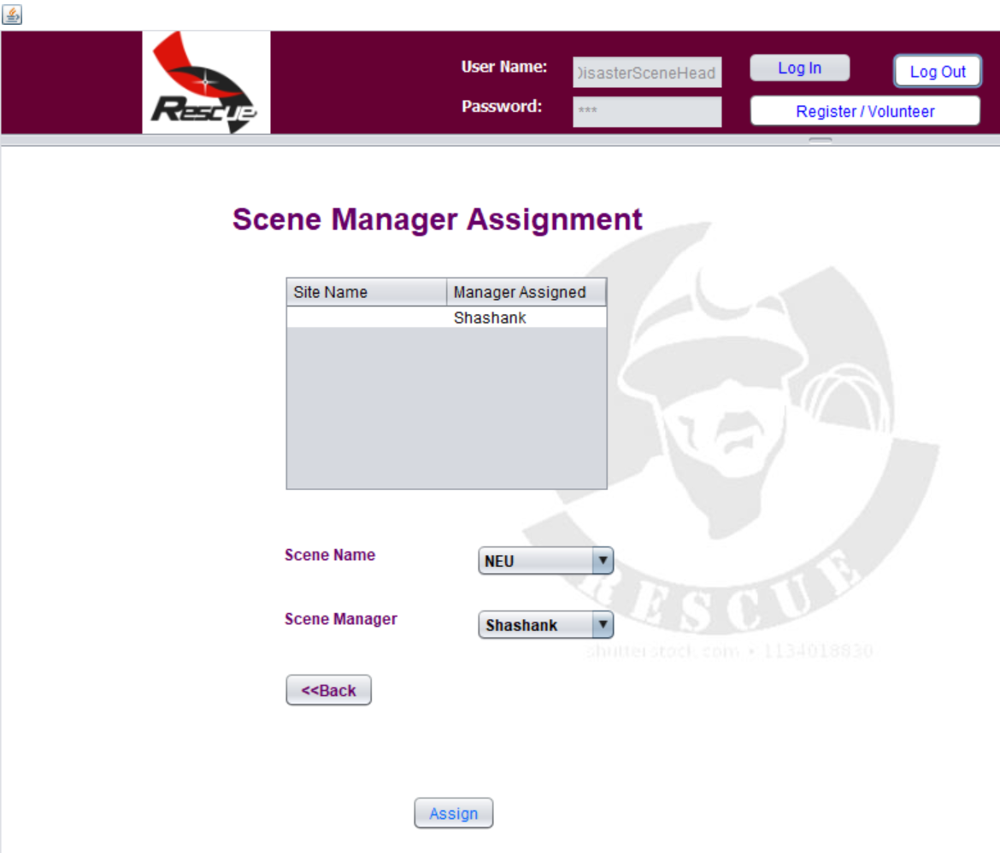 User Name:
DisasterSceneHead
Log In
Log Out
Rescue
Password:
***
Register / Volunteer
Scene Manager Assignment
Site Name
Manager Assigned
Shashank
Scene Name
NEU
RESCUE
Scene Manager
Shashank
shutterstock.com • 1134018830
<<Back
Assign